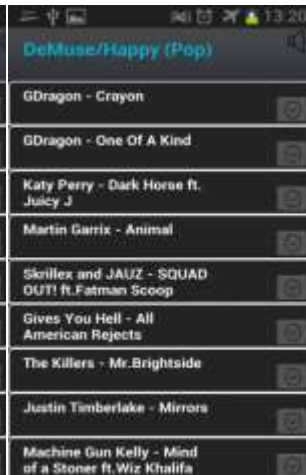 13:20
DeMuse/Happy (Pop)
GDragon - Crayon
GDragon - One Of A Kind
Katy Perry - Dark Horse ft.
Juicy J
Martin Garrix - Animal
Skrillex and JAUZ - SQUAD
OUT! ft.Fatman Scoop
Gives You Hell - All
American Rejects
The Killers - Mr.Brightside
Justin Timberlake - Mirrors
Machine Gun Kelly - Mind
of a Stoner ft.Wiz Khalifa